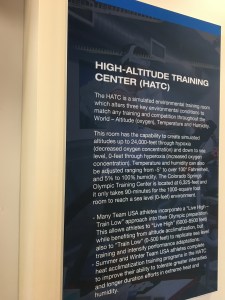 HIGH-ALTITUDE TRAINING
CENTER (HATC)
The HATC is a simulated environmental training room
which alters three key environmental conditions to
match any training and competition throughout the
World – Altitude (oxygen), Temperature and Humidity.
This room has the capability to create simulated
altitudes up to 24,000-feet through hypoxia
(decreased oxygen concentration) and down to sea
level, 0-feet through hyperoxia (increased oxygen
concentration). Temperature and humidity can also
be adjusted ranging from -5° to over 100° Fahrenheit,
and 5% to 100% humidity. The Colorado Springs
Olympic Training Center is located at feet and
it only takes 90-minutes for the 1000-square foot
room to reach a sea level (0-feet) environment.
- Many Team USA athletes incorporate a "Live High –
Train Low" approach into their Olympic preparation.
This allows athletes to "Live High" feet)
while benefiting from altitude acclimatization, but
also to "Train Low" (0-500 feet) to replicate sea level
training and intensify performance adaptations.
- Summer and Winter Team USA athletes complete
heat acclimatization training programs in the HATC
to improve their ability to tolerate greater intensities
and longer duration efforts in extreme heat and
humidity.